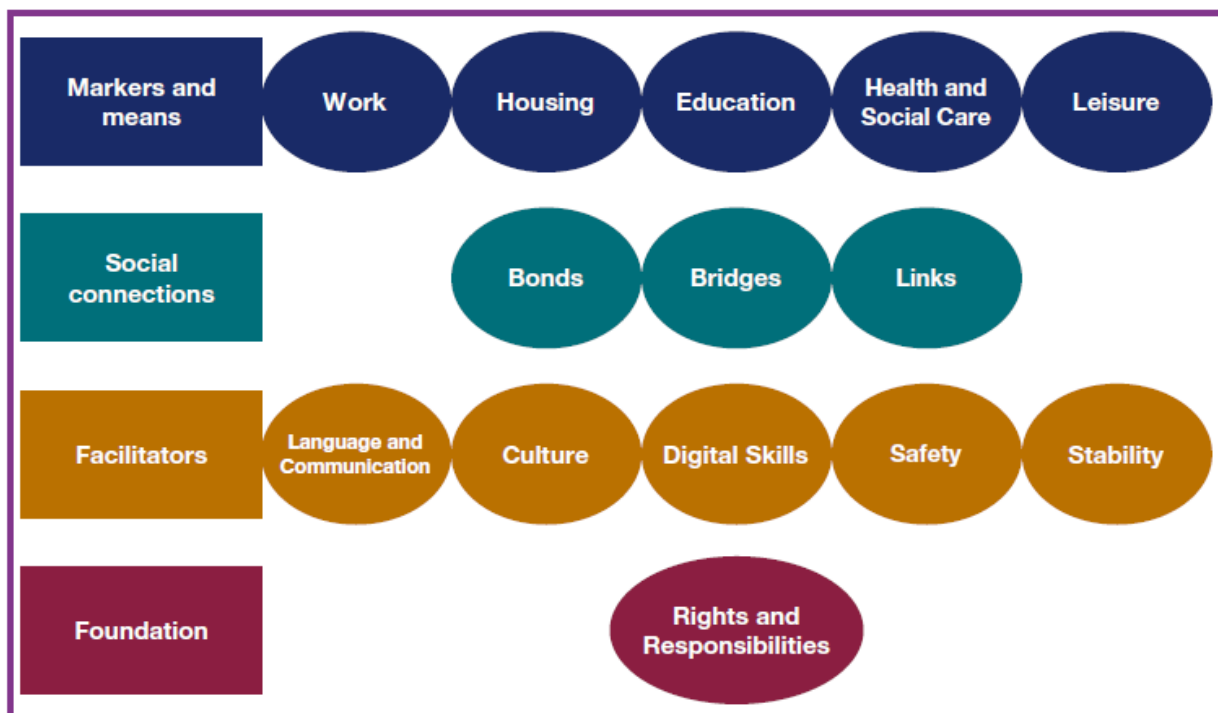 Markers and
means
Work
Housing
Education
Health and
Social Care
Leisure
Social
connections
Bonds
Bridges
Links
Facilitators
Language and
Communication
Culture
Digital Skills
Safety
Stability
Foundation
Rights and
Responsibilities